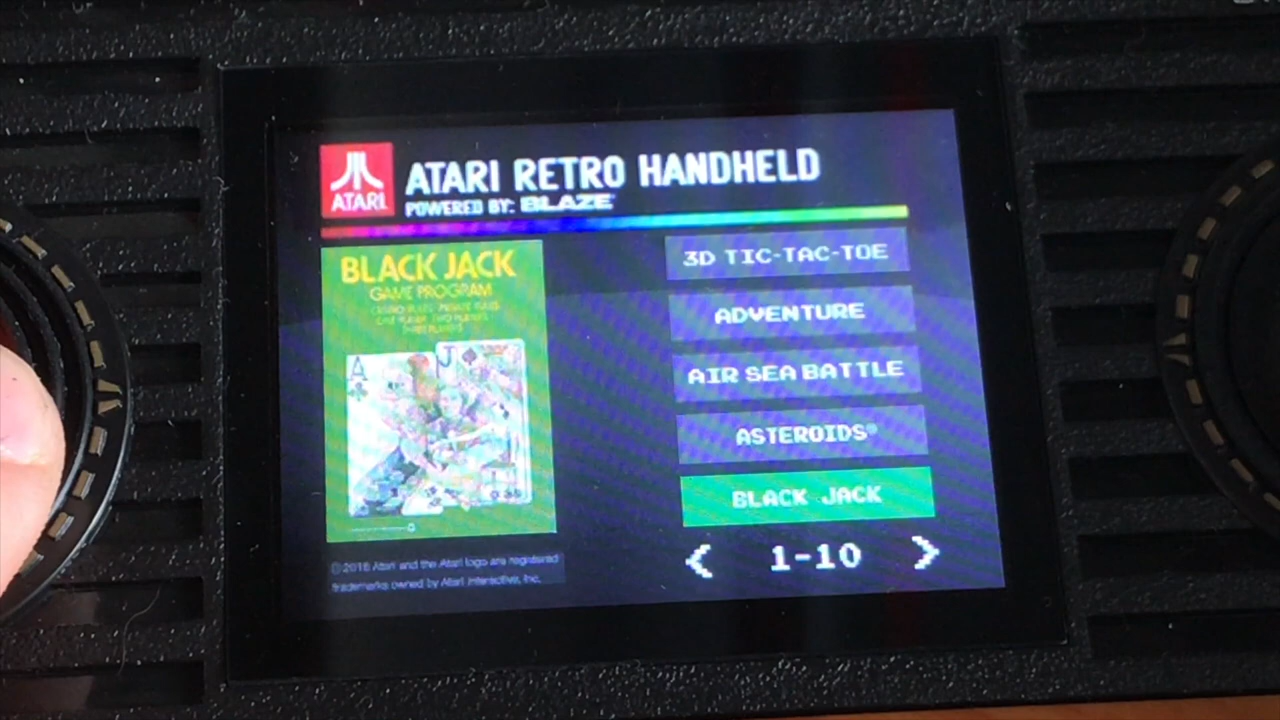 ATARI
ATARI RETRO HANDHELD
POWERED BY: BLAZE
BLACK JACK
GAME PROGRAM
A
J
3D TIC-TAC-TOE
ADVENTURE
AIR SEA BATTLE
ASTEROIDS®
BLACK JACK
< 1-10 >
Atari and the Atari logo are registered
trademarks owned by Atari Interactive, Inc.